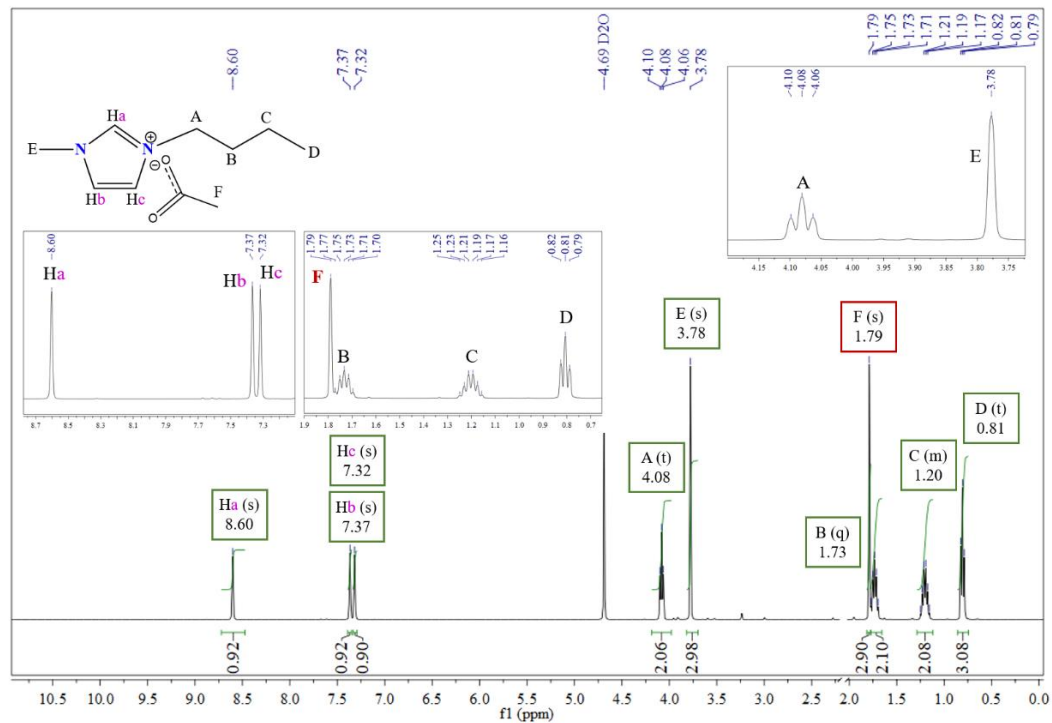 8.60
7.37
7.32
4.69 D2O
4.10
4.08
4.06
3.78
1.79
1.75
1.73
1.71
1.21
1.19
1.17
0.82
0.81
0.79
Ha
E
N
N
⊕
A
B
C
D
Hb
Hc
⊖
O
O
F
4.10
4.08
4.06
3.78
A
E
4.15 4.10 4.05 4.00 3.95 3.90 3.85 3.80 3.75
8.60
7.37
7.32
Ha
Hb
Hc
8.7 8.5 8.3 8.1 7.9 7.7 7.5 7.3
1.79
1.77
1.75
1.73
1.71
1.70
1.25
1.23
1.21
1.19
1.17
1.16
0.82
0.81
0.79
F
B
C
D
1.9 1.8 1.7 1.6 1.5 1.4 1.3 1.2 1.1 1.0 0.9 0.8 0.7
Ha (s)
8.60
Hc (s)
7.32
Hb (s)
7.37
A (t)
4.08
E (s)
3.78
F (s)
1.79
B (q)
1.73
C (m)
1.20
D (t)
0.81
0.92
0.92
0.90
2.06
2.98
2.90
2.10
2.08
3.08
10.5 10.0 9.5 9.0 8.5 8.0 7.5 7.0 6.5 6.0 5.5 5.0 4.5 4.0 3.5 3.0 2.5 2.0 1.5 1.0 0.5 0.0
f1 (ppm)